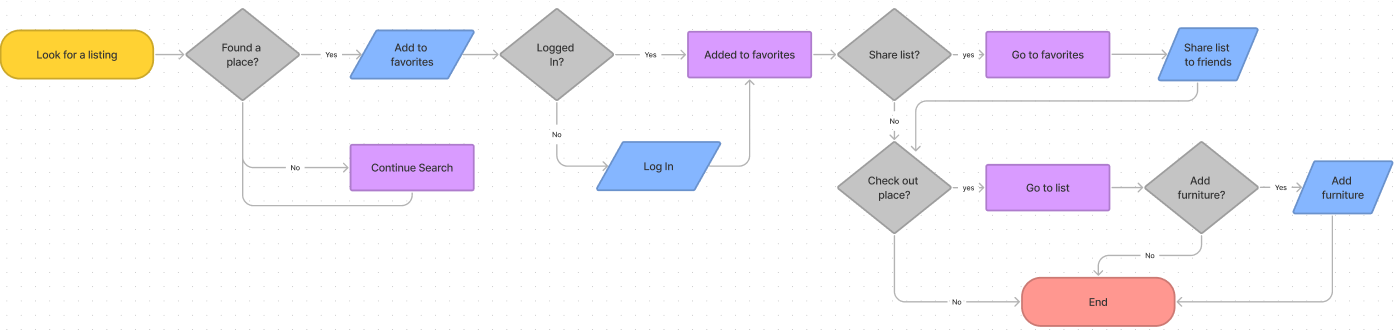 Look for a listing
Found a
place?
Yes
Add to
favorites
Logged
In?
Yes
Added to favorites
Share list?
yes
Go to favorites
Share list
to friends
No
Continue Search
No
Log In
No
Check out
place?
yes
Go to list
Add
furniture?
Yes
Add
furniture
No
No
End